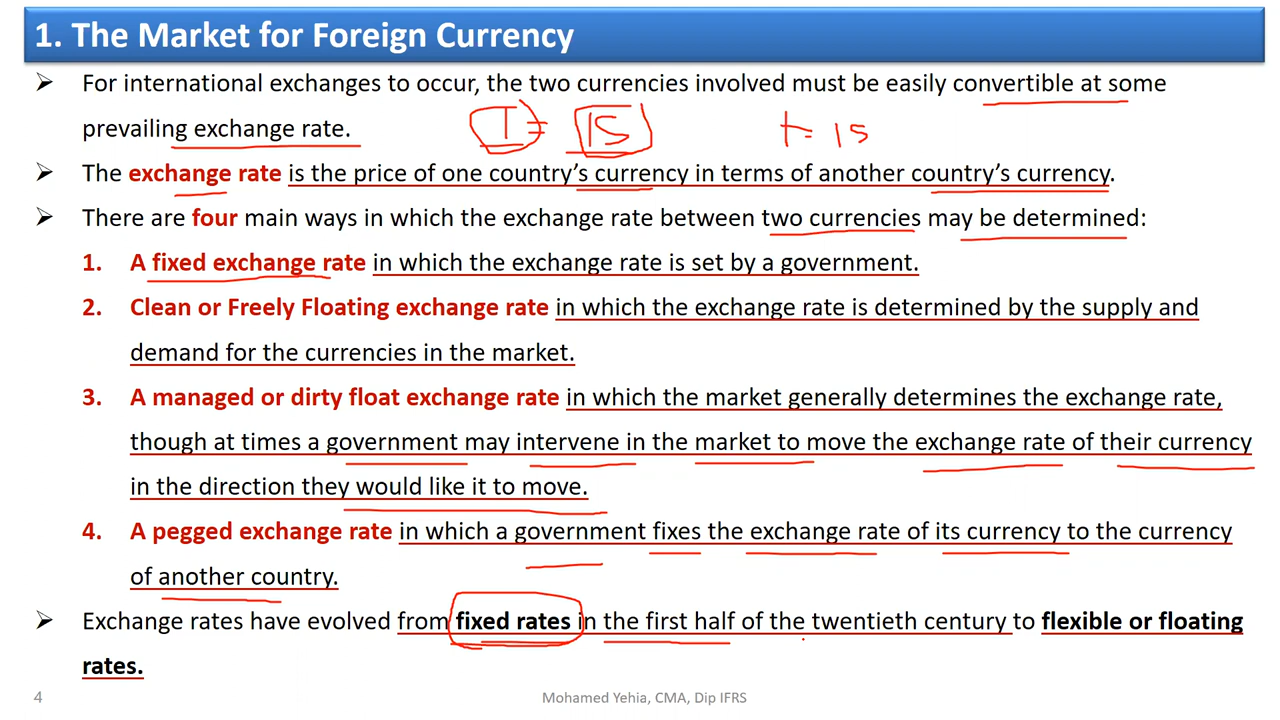 1. The Market for Foreign Currency
➤ For international exchanges to occur, the two currencies involved must be easily convertible at some
prevailing exchange rate.
1 = 15
1 = 15
➤ The exchange rate is the price of one country's currency in terms of another country's currency.
➤ There are four main ways in which the exchange rate between two currencies may be determined:
1. A fixed exchange rate in which the exchange rate is set by a government.
2. Clean or Freely Floating exchange rate in which the exchange rate is determined by the supply and
demand for the currencies in the market.
3. A managed or dirty float exchange rate in which the market generally determines the exchange rate,
though at times a government may intervene in the market to move the exchange rate of their currency
in the direction they would like it to move.
4. A pegged exchange rate in which a government fixes the exchange rate of its currency to the currency
of another country.
➤ Exchange rates have evolved from fixed rates in the first half of the twentieth century to flexible or floating
rates.
4
Mohamed Yehia, CMA, Dip IFRS